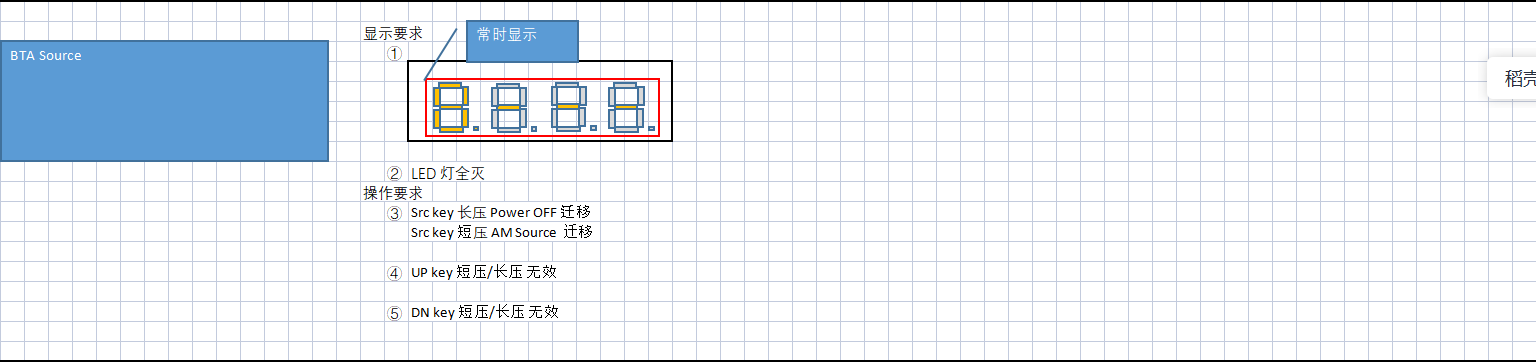 显示要求
常时显示
BTA Source
①
稻壳
② LED 灯全灭
操作要求
③ Src key 长压 Power OFF 迁移
Src key 短压 AM Source 迁移
④ UP key 短压/长压 无效
⑤ DN key 短压/长压 无效